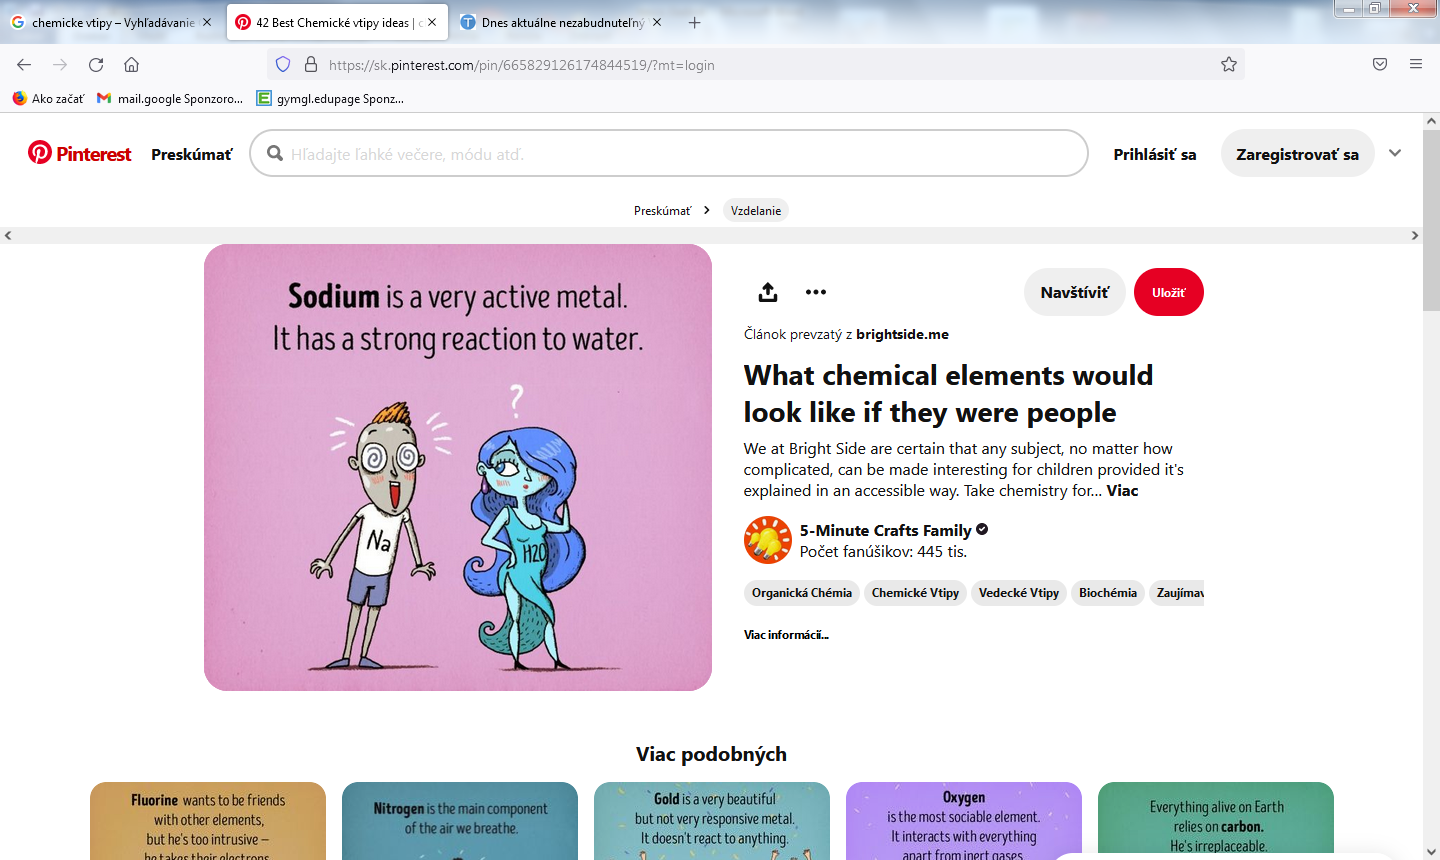 chemicke vtipy – Vyhľadávanie
42 Best Chemické vtipy ideas | c
Dnes aktuálne nezabudnuteľný
https://sk.pinterest.com/pin/665829126174844519/?mt=login
Ako začať
mail.google Sponzoro...
gymgl.edupage Sponz...
Pinterest
Preskúmať
Hľadajte ľahké večere, módu atď.
Prihlásiť sa
Zaregistrovať sa
Preskúmať
Vzdelanie
Sodium is a very active metal.
It has a strong reaction to water.
?
Na
H2O
Navštíviť
Uložiť
Článok prevzatý z brightside.me
What chemical elements would
look like if they were people
We at Bright Side are certain that any subject, no matter how
complicated, can be made interesting for children provided it's
explained in an accessible way. Take chemistry for... Viac
5-Minute Crafts Family
Počet fanúšikov: 445 tis.
Organická Chémia
Chemické Vtipy
Vedecké Vtipy
Biochémia
Zaujímav
Viac informácií...
Viac podobných
Fluorine wants to be friends
with other elements,
but he's too intrusive –
he takes their electrons
Nitrogen is the main component
of the air we breathe.
Gold is a very beautiful
but not very responsive metal.
It doesn't react to anything.
Oxygen
is the most sociable element.
It interacts with everything
apart from inert gases
Everything alive on Earth
relies on carbon.
He's irreplaceable.